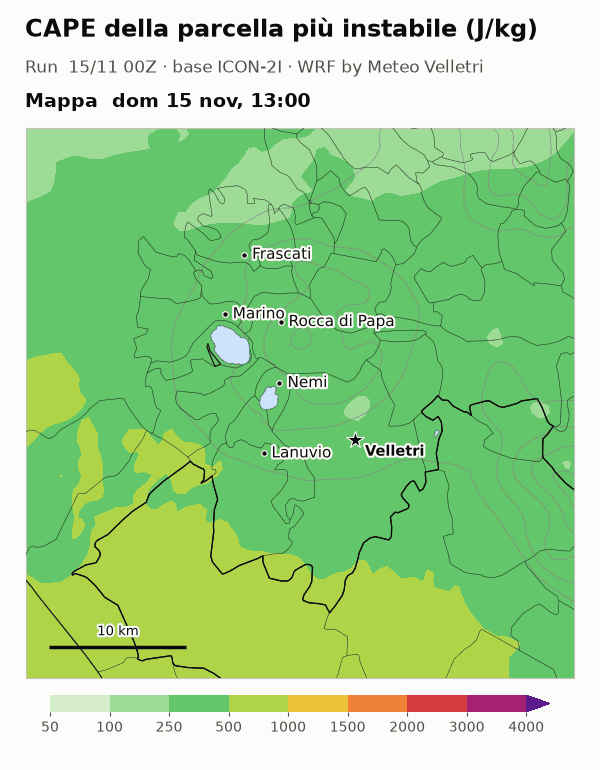 CAPE della parcella più instabile (J/kg)
Run  15/11 00Z · base ICON-2I · WRF by Meteo Velletri
Mappa  dom 15 nov, 13:00
Frascati
Marino
Rocca di Papa
Nemi
Velletri
Lanuvio
10 km
50 100 250 500 1000 1500 2000 3000 4000